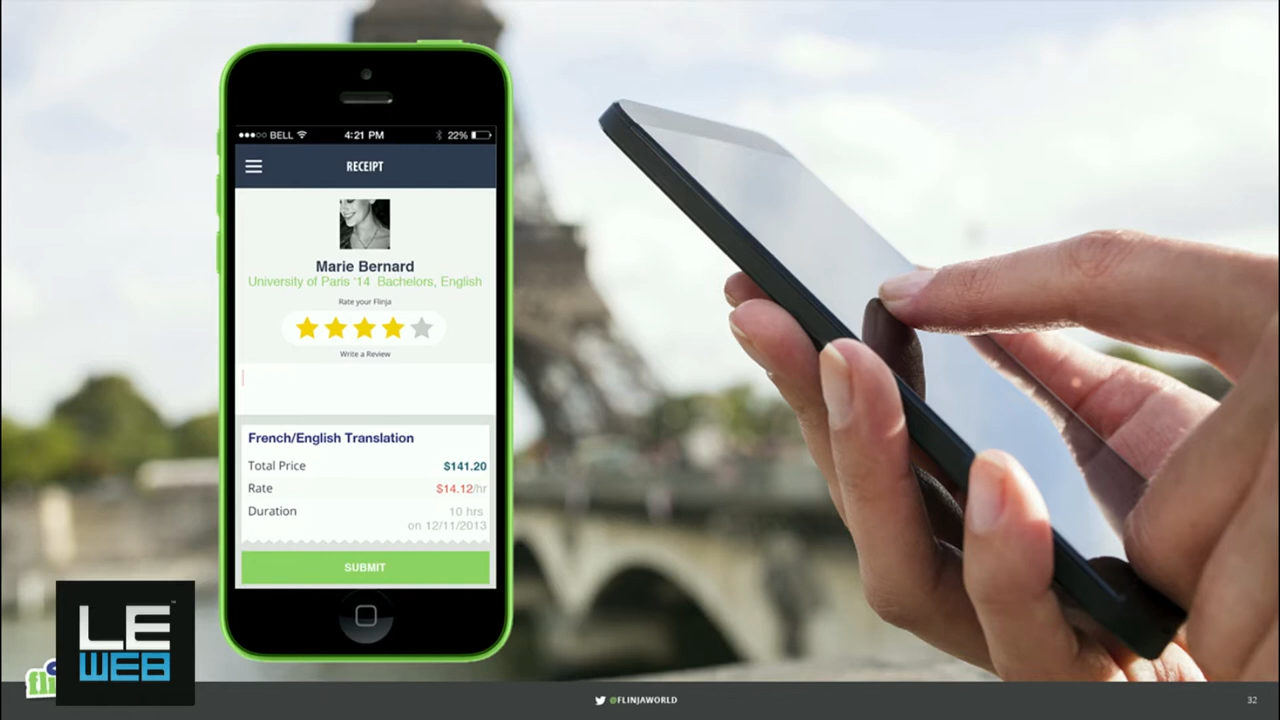 BELL
4:21 PM
22%
RECEIPT
Marie Bernard
University of Paris '14 Bachelors, English
Rate your Flinja
Write a Review
French/English Translation
Total Price $141.20
Rate $14.12/hr
Duration 10 hrs
on 12/11/2013
SUBMIT
LE
WEB
™
fli
@FLINJAWORLD
32